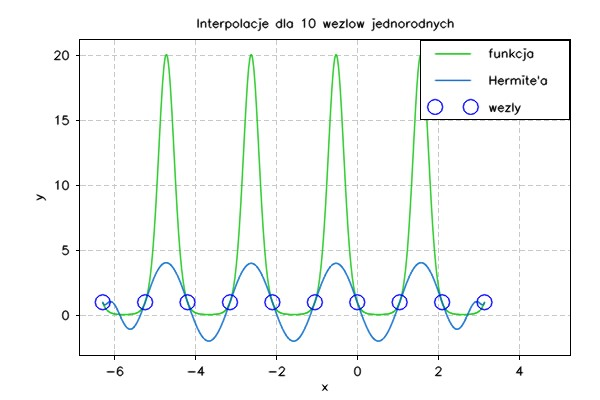 Interpolacje dla 10 wezlow jednorodnych
funkcja
Hermite'a
wezly
20
15
10
5
0
y
−6 −4 −2 0 2 4
x